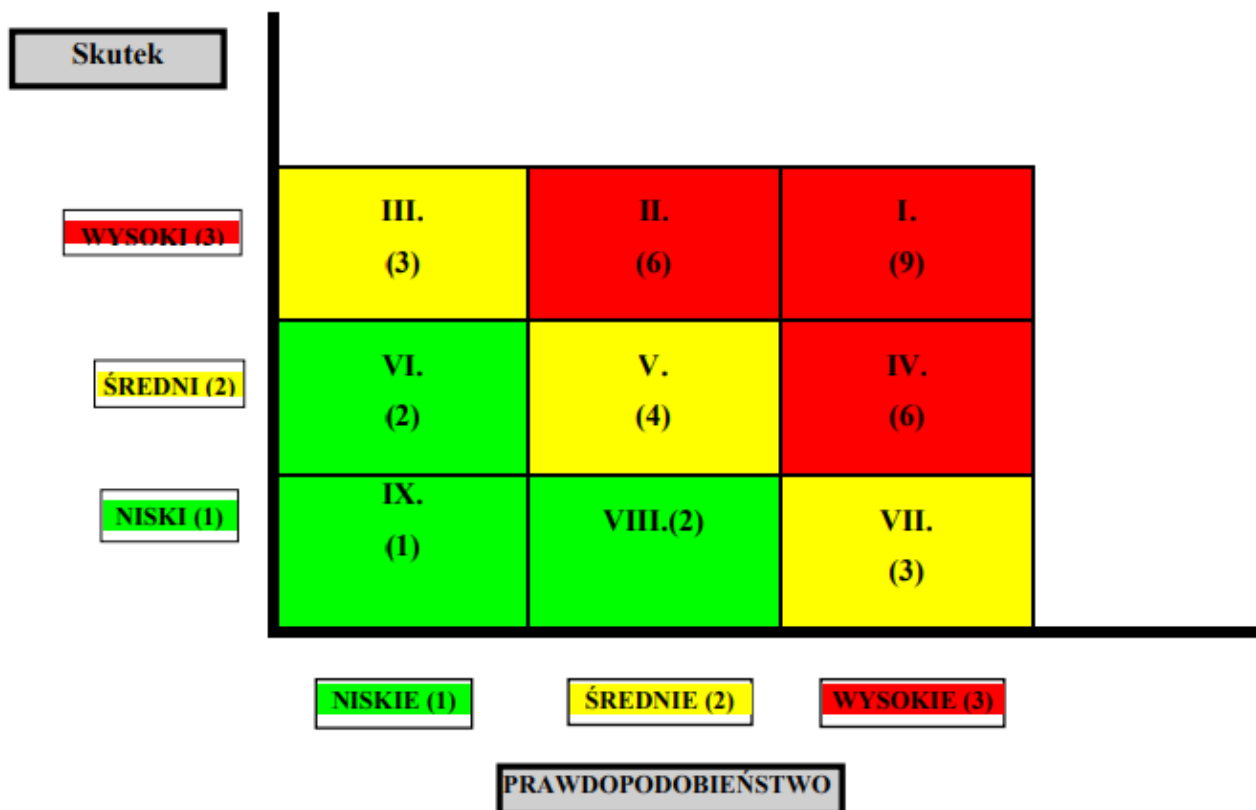 Skutek
WYSOKI (3)
III.
(3)
II.
(6)
I.
(9)
ŚREDNI (2)
VI.
(2)
V.
(4)
IV.
(6)
NISKI (1)
IX.
(1)
VIII.(2)
VII.
(3)
NISKIE (1)
ŚREDNIE (2)
WYSOKIE (3)
PRAWDOPODOBIEŃSTWO